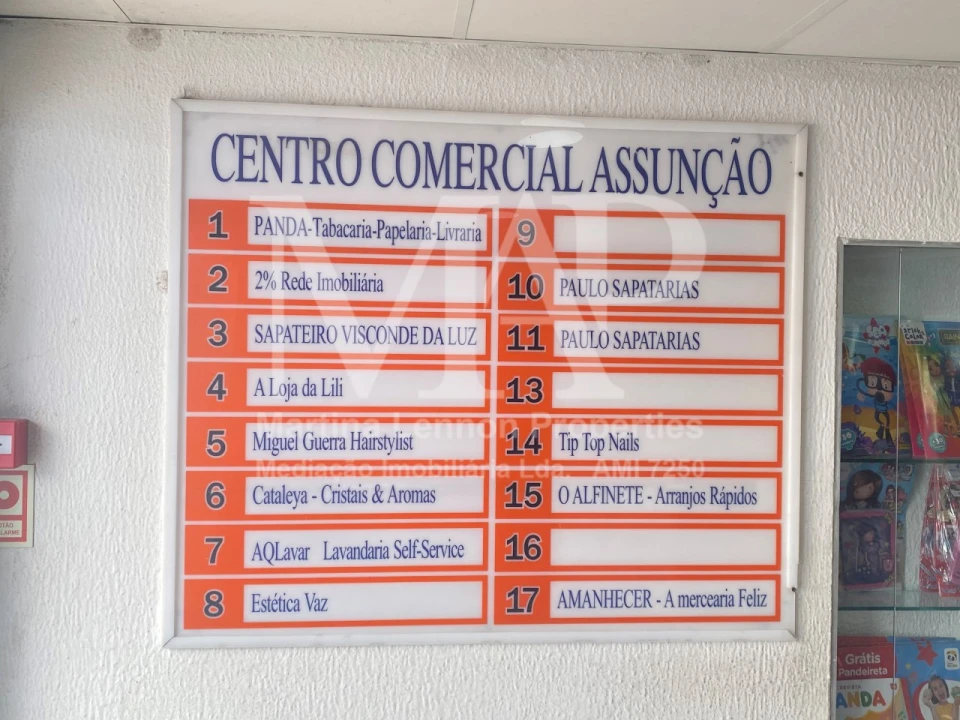 CENTRO COMERCIAL ASSUNÇÃO
1 PANDA-Tabacaria-Papelaria-Livraria
2 2% Rede Imobiliária
3 SAPATEIRO VISCONDE DA LUZ
4 A Loja da Lili
5 Miguel Guerra Hairstylist
6 Cataleya - Cristais & Aromas
7 AQLavar Lavandaria Self-Service
8 Estética Vaz
9
10 PAULO SAPATARIAS
11 PAULO SAPATARIAS
13
14 Tip Top Nails
15 O ALFINETE - Arranjos Rápidos
16
17 AMANHECER - A mercearia Feliz
MAP
Martina Lennon Properties
Mediação Imobiliária Lda. AMI 7250
Grátis
Pandeireta
ANDA